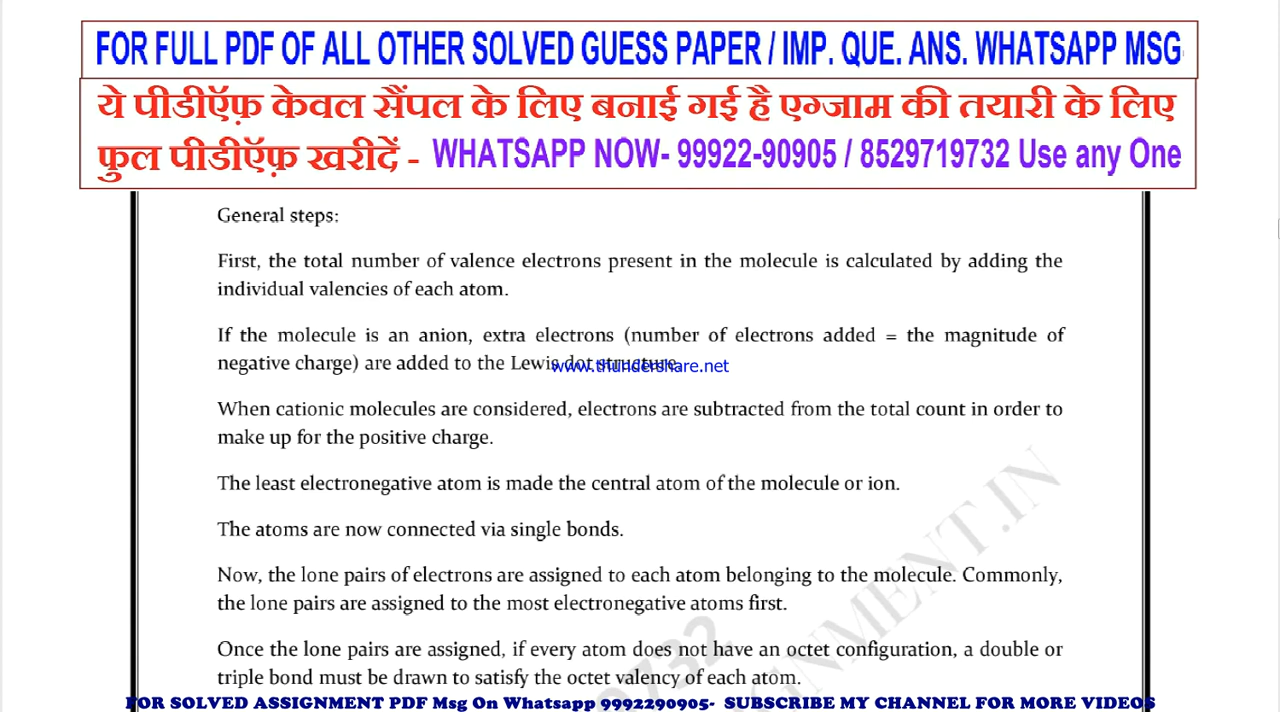 FOR FULL PDF OF ALL OTHER SOLVED GUESS PAPER / IMP. QUE. ANS. WHATSAPP MSG
ये पीडीऍफ़ केवल सैंपल के लिए बनाई गई है एग्जाम की तयारी के लिए
फुल पीडीऍफ़ खरीदें - WHATSAPP NOW- 99922-90905 / 8529719732 Use any One
General steps:
First, the total number of valence electrons present in the molecule is calculated by adding the
individual valencies of each atom.
If the molecule is an anion, extra electrons (number of electrons added = the magnitude of
negative charge) are added to the Lewis dot structure.
www.thundershare.net
When cationic molecules are considered, electrons are subtracted from the total count in order to
make up for the positive charge.
The least electronegative atom is made the central atom of the molecule or ion.
The atoms are now connected via single bonds.
Now, the lone pairs of electrons are assigned to each atom belonging to the molecule. Commonly,
the lone pairs are assigned to the most electronegative atoms first.
Once the lone pairs are assigned, if every atom does not have an octet configuration, a double or
triple bond must be drawn to satisfy the octet valency of each atom.
FOR SOLVED ASSIGNMENT PDF Msg On Whatsapp 9992290905- SUBSCRIBE MY CHANNEL FOR MORE VIDEOS